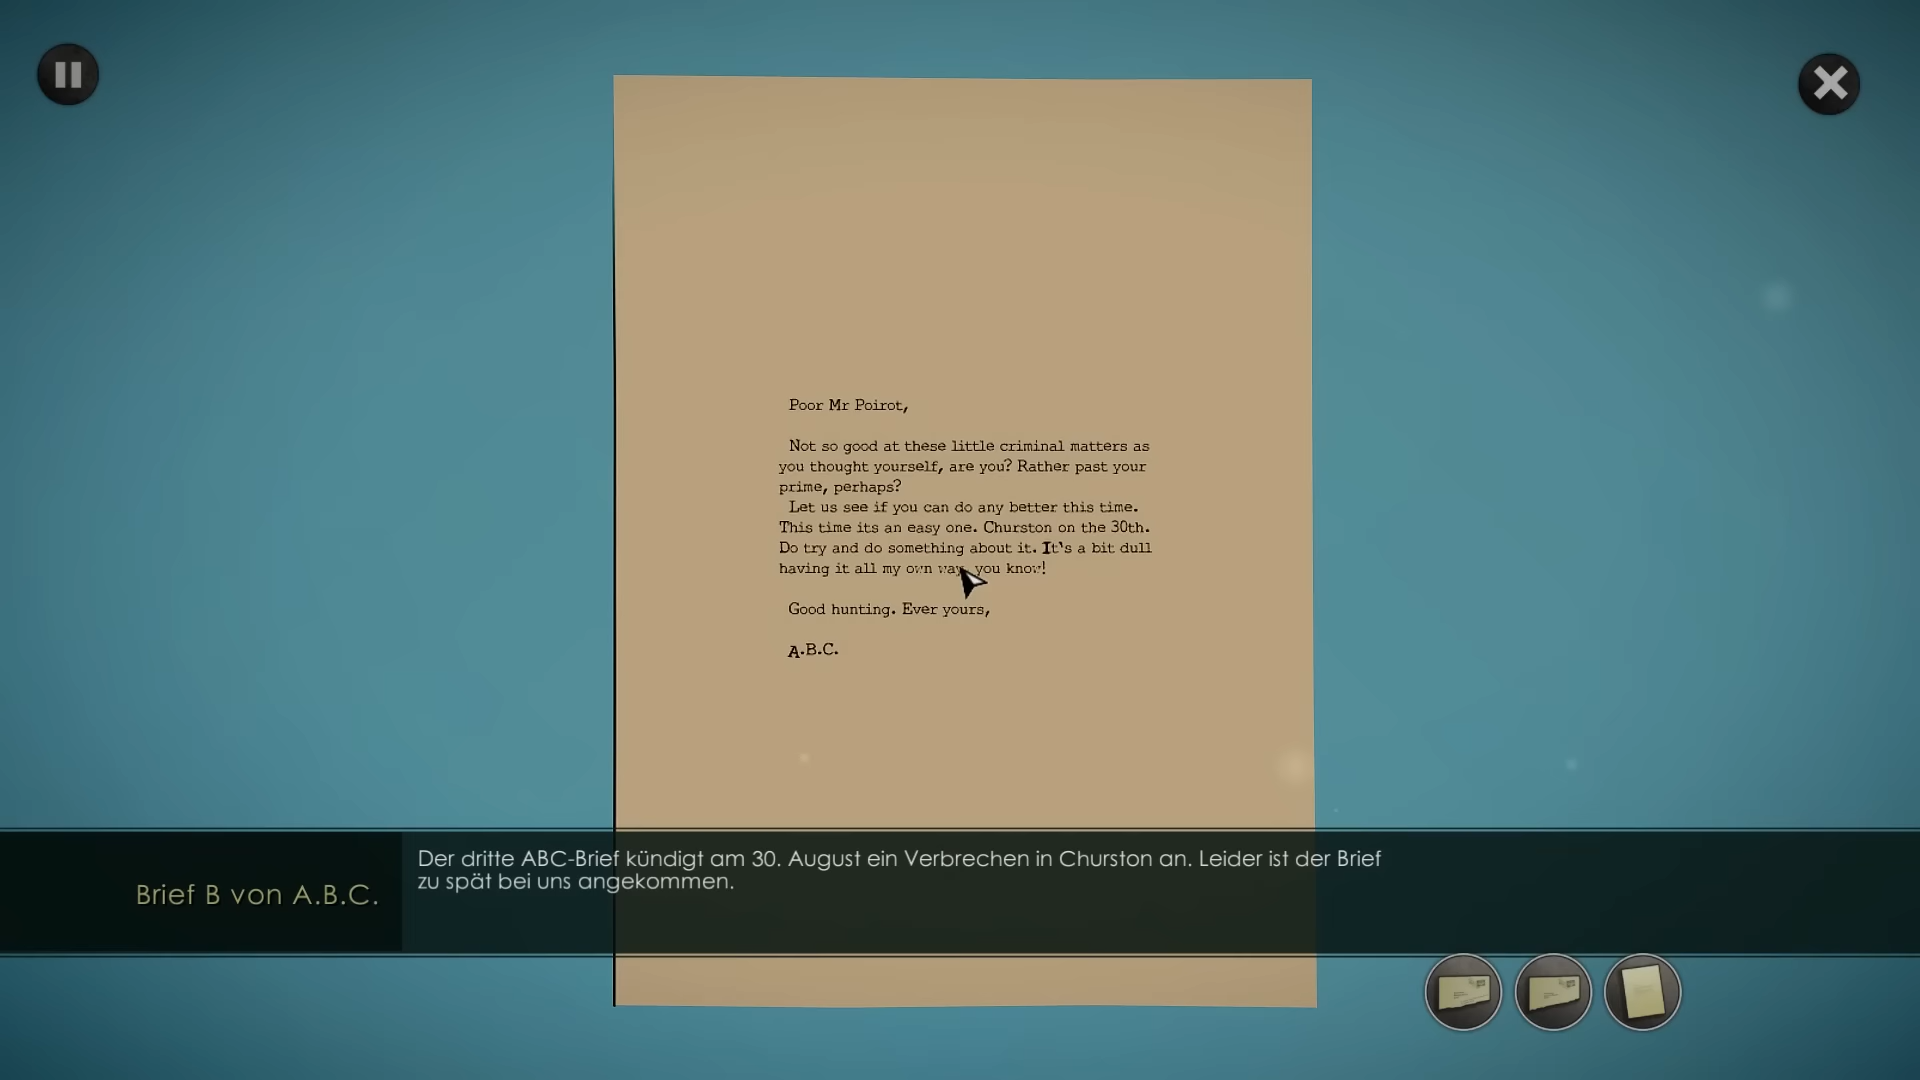 Poor Mr Poirot,
Not so good at these little criminal matters as
you thought yourself, are you? Rather past your
prime, perhaps?
Let us see if you can do any better this time.
This time its an easy one. Churston on the 30th.
Do try and do something about it. It's a bit dull
having it all my own way, you know!
Good hunting. Ever yours,
A.B.C.
Brief B von A.B.C.
Der dritte ABC-Brief kündigt am 30. August ein Verbrechen in Churston an. Leider ist der Brief
zu spät bei uns angekommen.